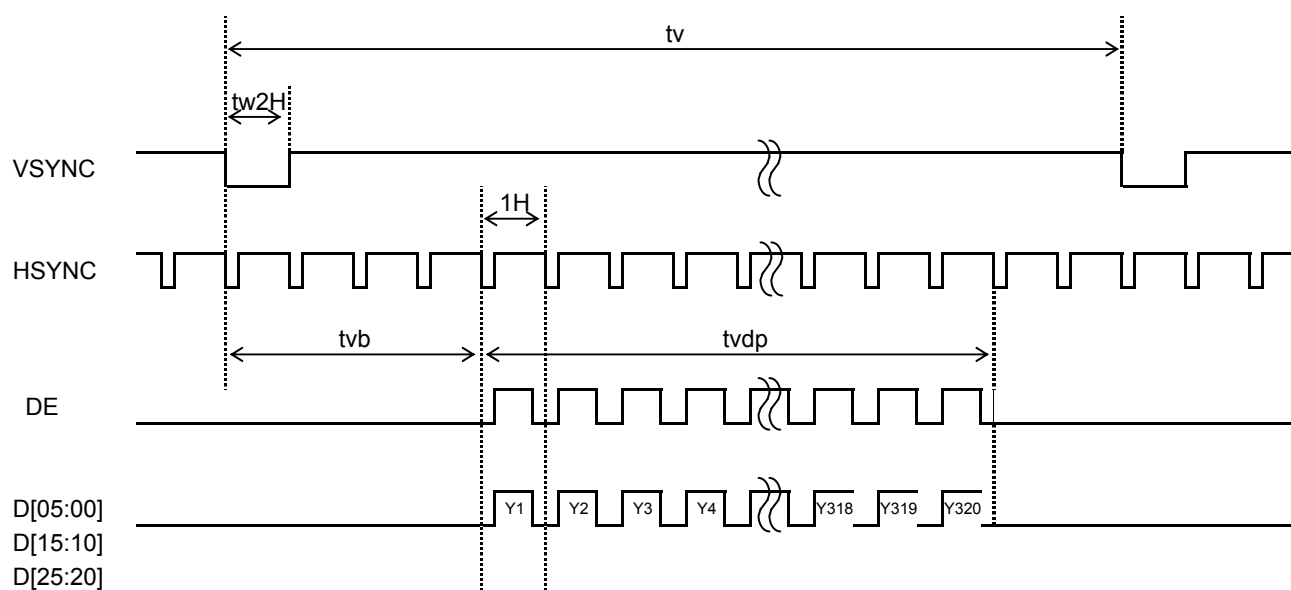 tv
tw2H
VSYNC
1H
HSYNC
tvb
tvdp
DE
D[05:00]
Y1 Y2 Y3 Y4 Y318 Y319 Y320
D[15:10]
D[25:20]